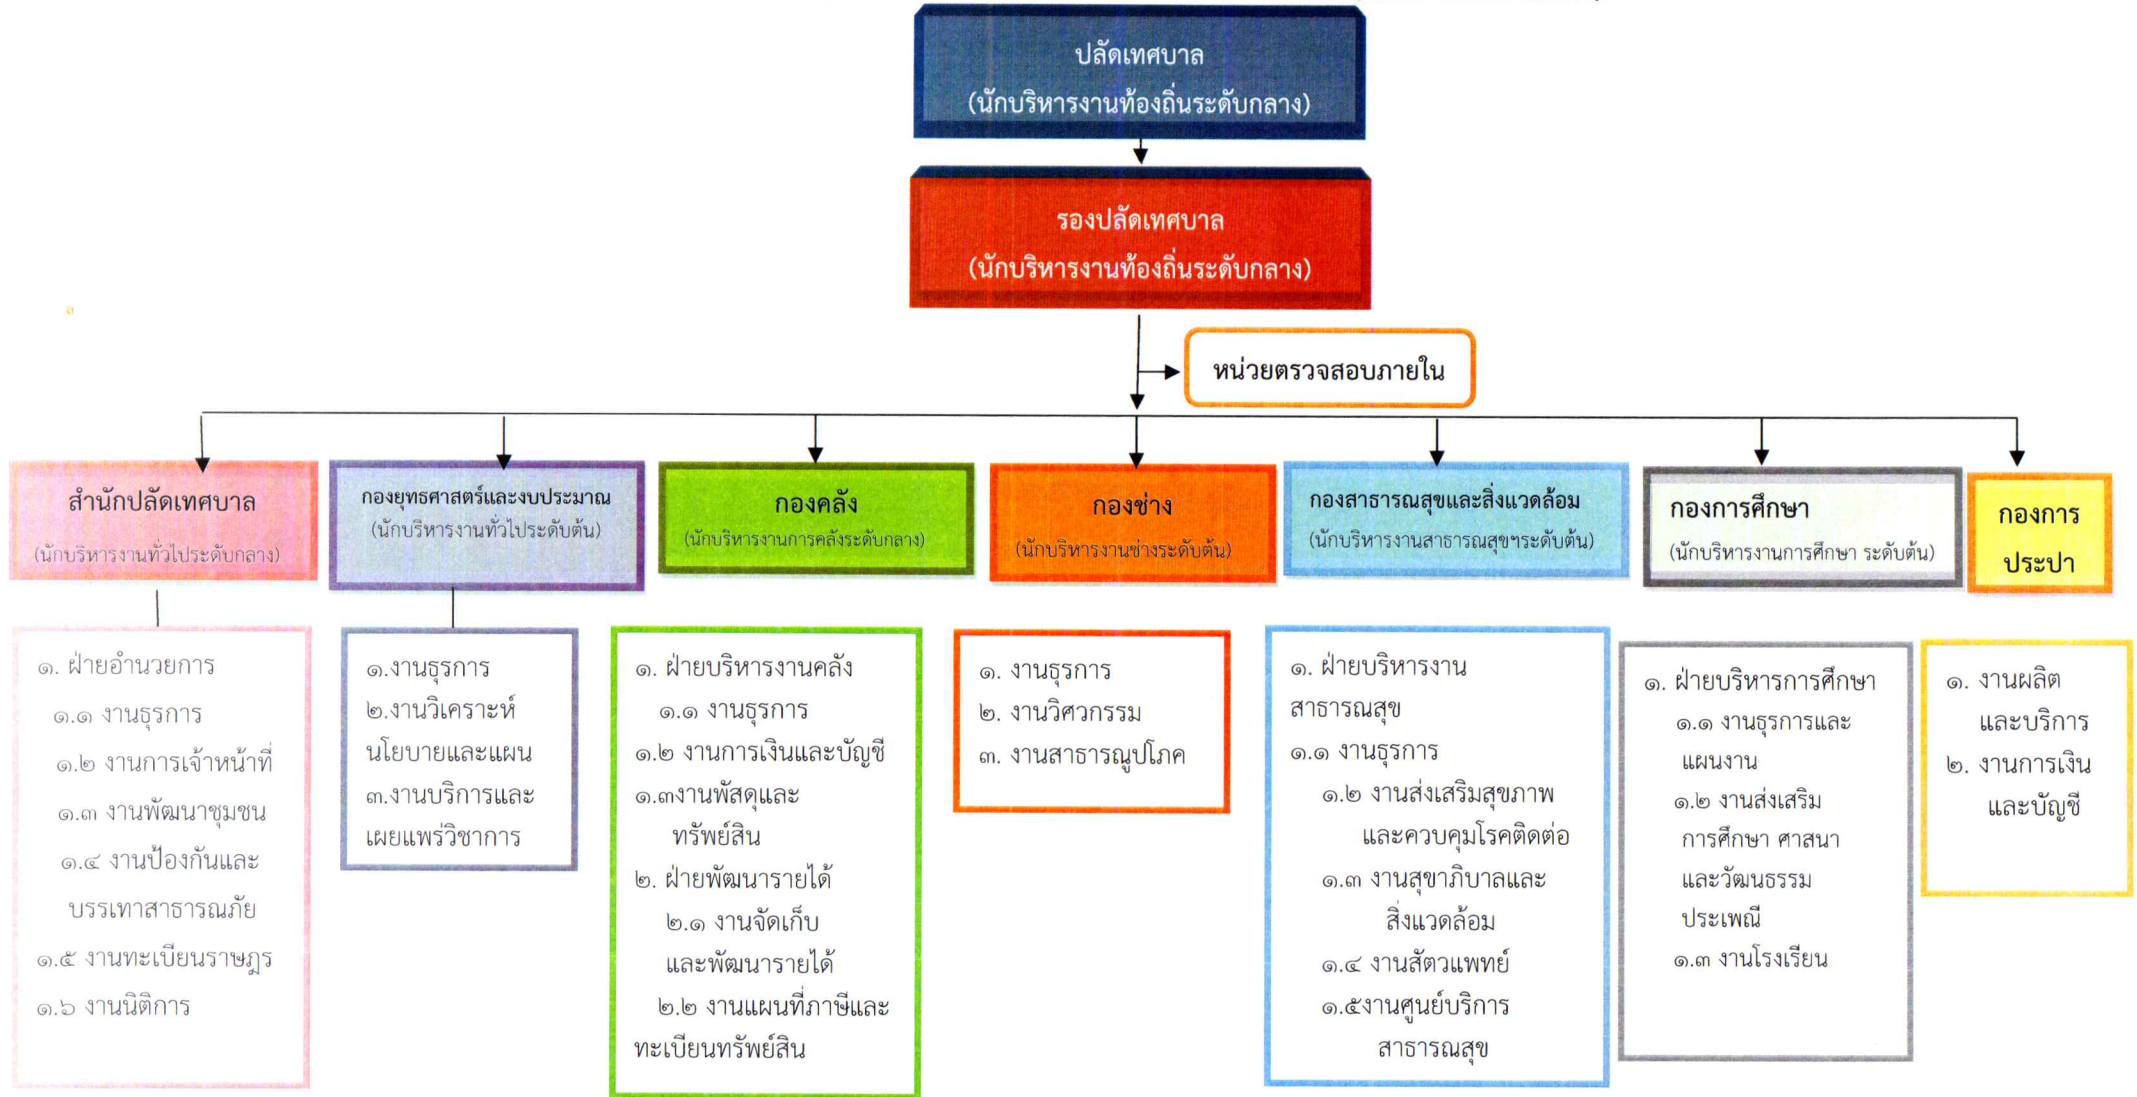 ปลัดเทศบาล
(นักบริหารงานท้องถิ่นระดับกลาง)
รองปลัดเทศบาล
(นักบริหารงานท้องถิ่นระดับกลาง)
หน่วยตรวจสอบภายใน
สำนักปลัดเทศบาล
(นักบริหารงานทั่วไประดับกลาง)
กองยุทธศาสตร์และงบประมาณ
(นักบริหารงานทั่วไประดับต้น)
กองคลัง
(นักบริหารงานการคลังระดับกลาง)
กองช่าง
(นักบริหารงานช่างระดับต้น)
กองสาธารณสุขและสิ่งแวดล้อม
(นักบริหารงานสาธารณสุขฯระดับต้น)
กองการศึกษา
(นักบริหารงานการศึกษา ระดับต้น)
กองการ
ประปา
๑. ฝ่ายอำนวยการ
๑.๑ งานธุรการ
๑.๒ งานการเจ้าหน้าที่
๑.๓ งานพัฒนาชุมชน
๑.๔ งานป้องกันและ
บรรเทาสาธารณภัย
๑.๕ งานทะเบียนราษฎร
๑.๖ งานนิติการ
๑.งานธุรการ
๒.งานวิเคราะห์
นโยบายและแผน
๓.งานบริการและ
เผยแพร่วิชาการ
๑. ฝ่ายบริหารงานคลัง
๑.๑ งานธุรการ
๑.๒ งานการเงินและบัญชี
๑.๓งานพัสดุและ
ทรัพย์สิน
๒. ฝ่ายพัฒนารายได้
๒.๑ งานจัดเก็บ
และพัฒนารายได้
๒.๒ งานแผนที่ภาษีและ
ทะเบียนทรัพย์สิน
๑. งานธุรการ
๒. งานวิศวกรรม
๓. งานสาธารณูปโภค
๑. ฝ่ายบริหารงาน
สาธารณสุข
๑.๑ งานธุรการ
๑.๒ งานส่งเสริมสุขภาพ
และควบคุมโรคติดต่อ
๑.๓ งานสุขาภิบาลและ
สิ่งแวดล้อม
๑.๔ งานสัตวแพทย์
๑.๕งานศูนย์บริการ
สาธารณสุข
๑. ฝ่ายบริหารการศึกษา
๑.๑ งานธุรการและ
แผนงาน
๑.๒ งานส่งเสริม
การศึกษา ศาสนา
และวัฒนธรรม
ประเพณี
๑.๓ งานโรงเรียน
๑. งานผลิต
และบริการ
๒. งานการเงิน
และบัญชี